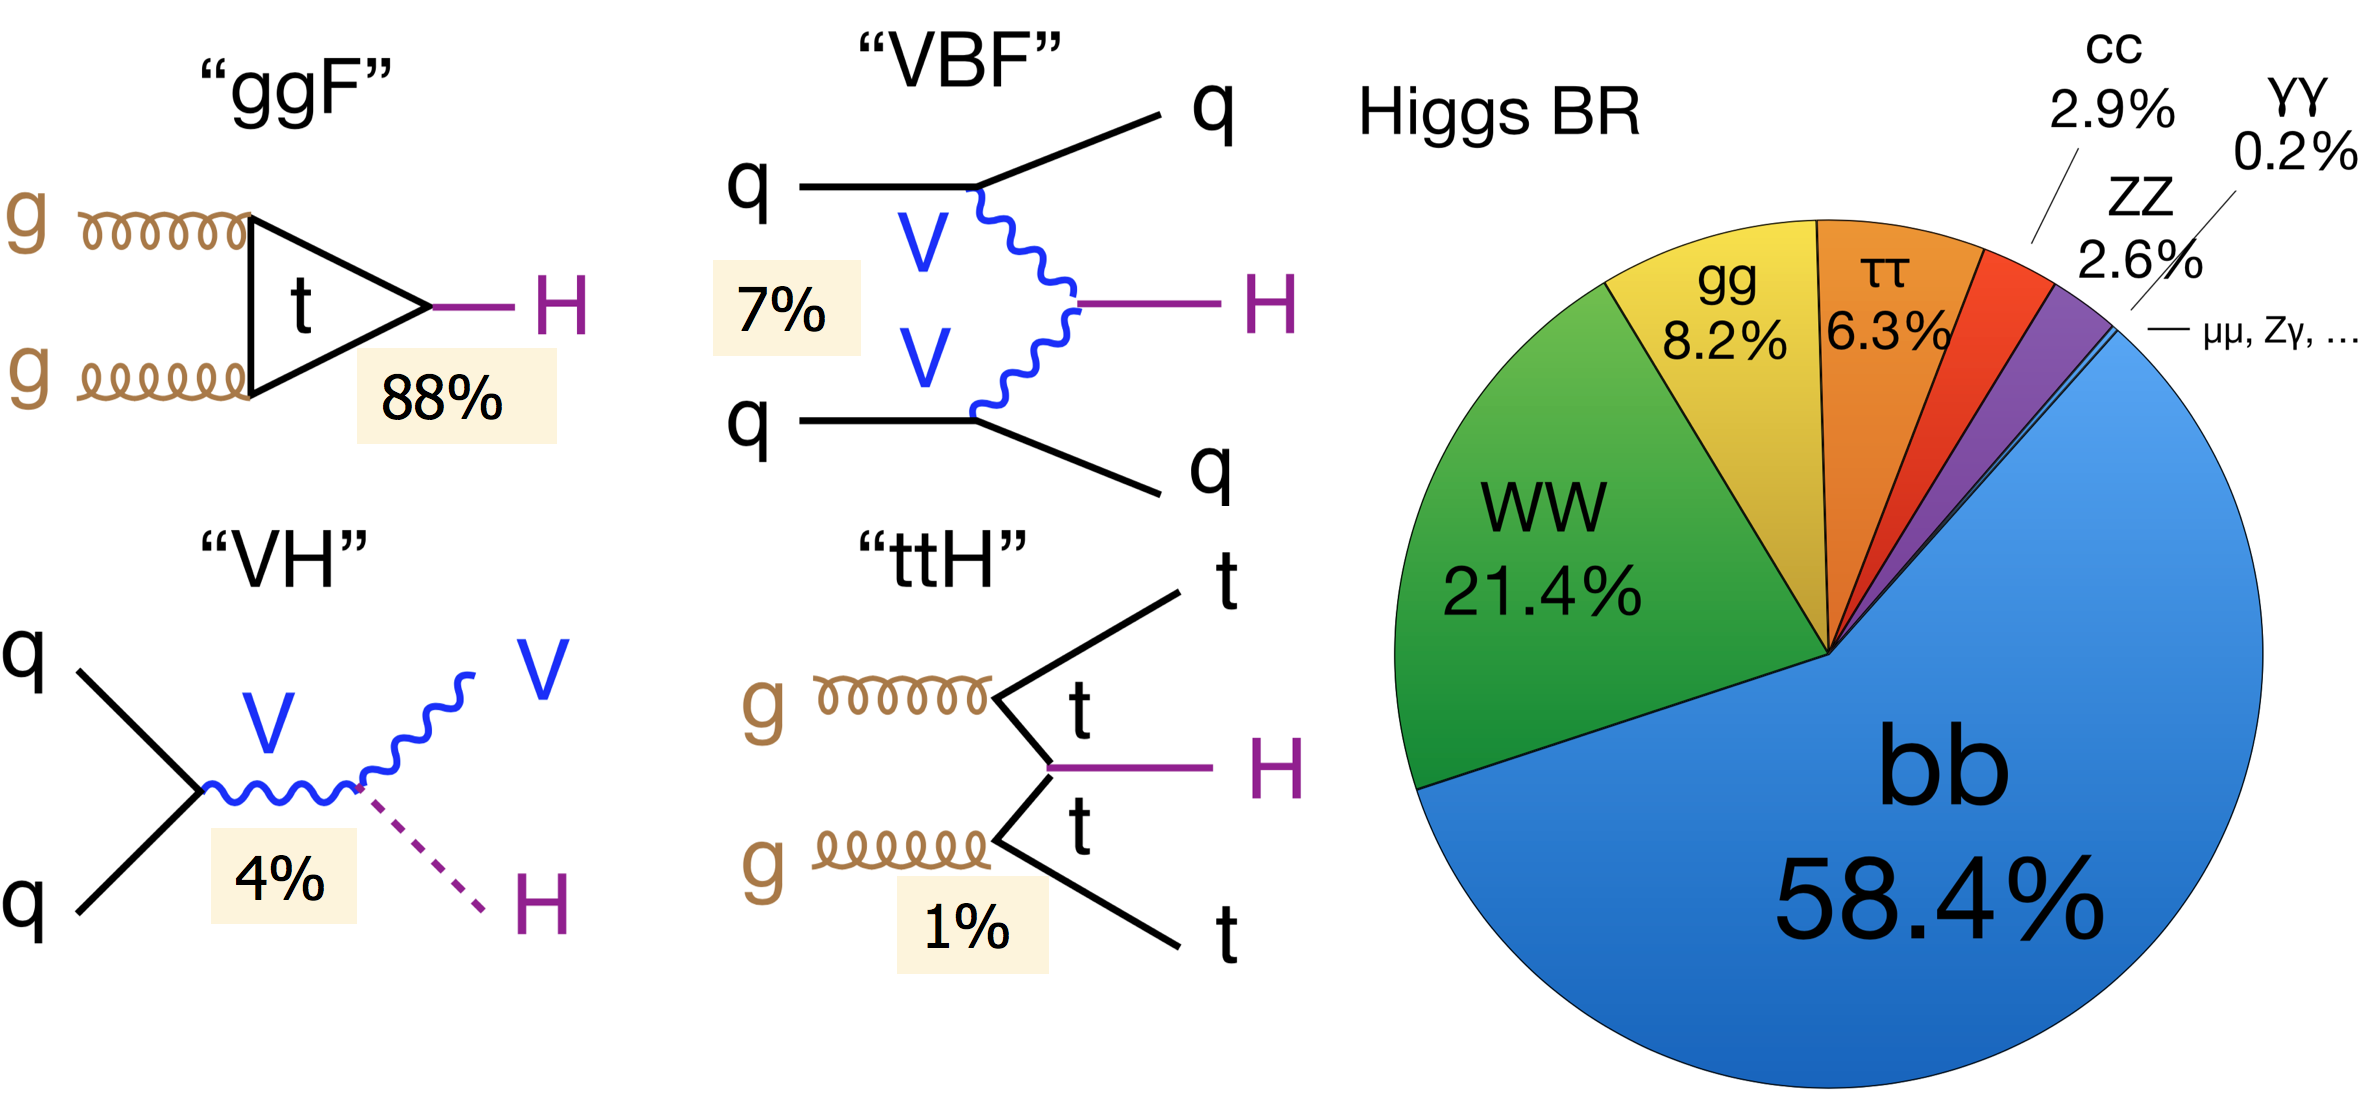 “ggF”
g
t
H
g
88%
“VBF”
q
q
V
7%
H
V
q
q
“VH”
q
V
V
4%
q
H
“ttH”
t
g
t
H
t
g
1%
t
Higgs BR
cc
2.9%
γγ
0.2%
ZZ
2.6%
μμ, Zγ, ...
gg
8.2%
ττ
6.3%
WW
21.4%
bb
58.4%